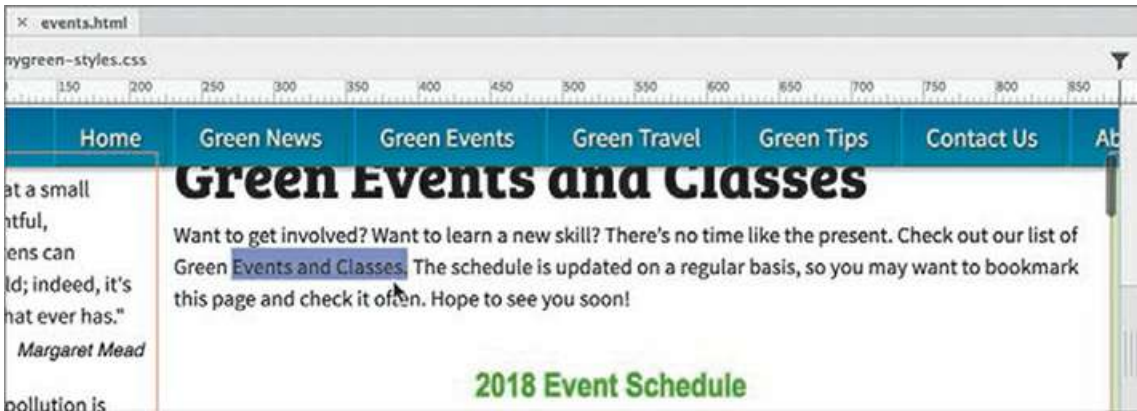 × events.html
mygreen-styles.css
150 200 250 300 350 400 450 500 550 600 650 700 750 800 850
Home Green News Green Events Green Travel Green Tips Contact Us
Green Events and Classes
Want to get involved? Want to learn a new skill? There's no time like the present. Check out our list of
Green Events and Classes. The schedule is updated on a regular basis, so you may want to bookmark
this page and check it often. Hope to see you soon!
2018 Event Schedule
at a small
ens can
indeed, it's
ever has."
Margaret Mead
pollution is